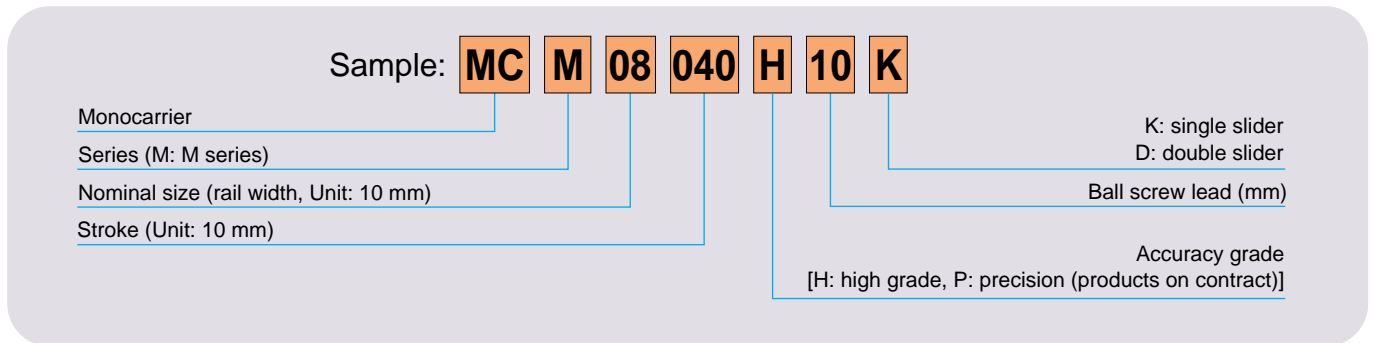 Sample: MC M 08 040 H 10 K
Monocarrier
Series (M: M series)
Nominal size (rail width, Unit: 10 mm)
Stroke (Unit: 10 mm)
K: single slider
D: double slider
Ball screw lead (mm)
Accuracy grade
[H: high grade, P: precision (products on contract)]